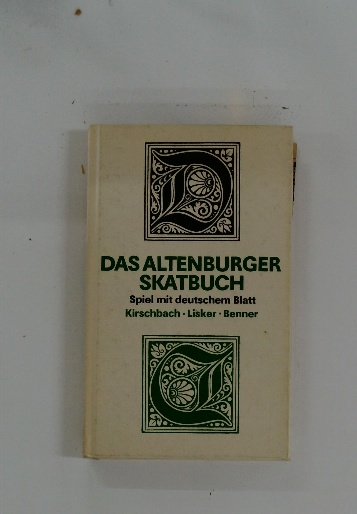 D
DAS ALTENBURGER
SKATBUCH
Spiel mit deutschem Blatt
Kirschbach · Lisker · Benner